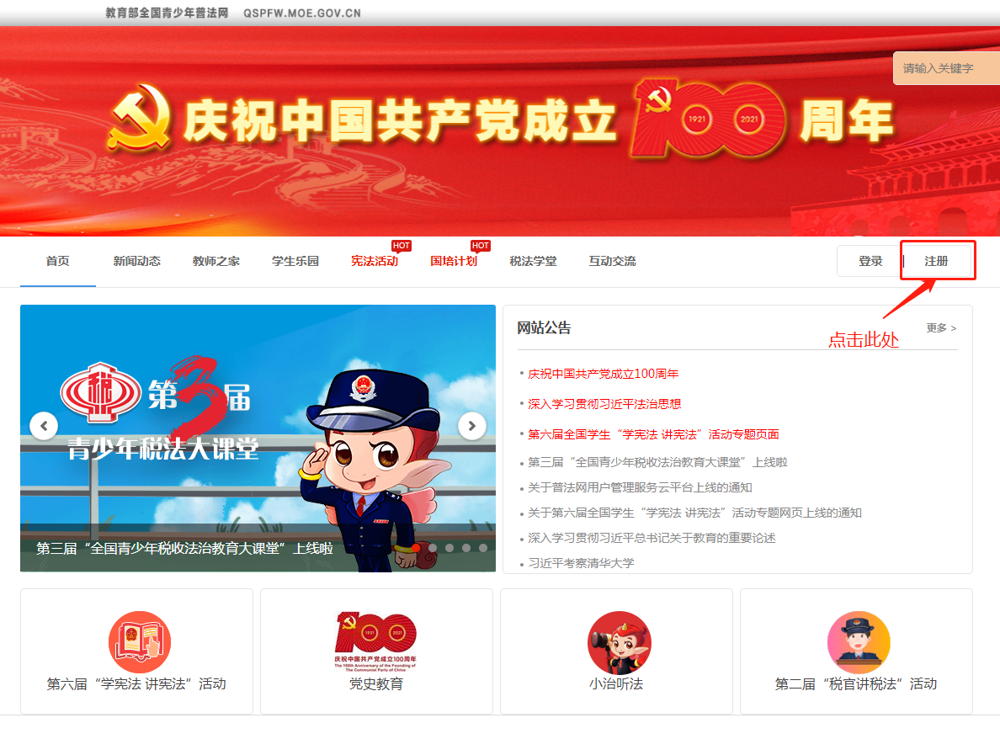 教育部全国青少年普法网 QSPFW.MOE.GOV.CN
请输入关键字
庆祝中国共产党成立 100 周年
1921 2021
HOT HOT
首页 新闻动态 教师之家 学生乐园 宪法活动 国培计划 税法学堂 互动交流 登录 注册
点击此处
税 第3届
青少年税法大课堂
第三届“全国青少年税收法治教育大课堂”上线啦
网站公告 更多 >
庆祝中国共产党成立100周年
深入学习贯彻习近平法治思想
第六届全国学生“学宪法 讲宪法”活动专题页面
第三届“全国青少年税收法治教育大课堂”上线啦
关于普法网用户管理服务云平台上线的通知
关于第六届全国学生“学宪法 讲宪法”活动专题网页上线的通知
深入学习贯彻习近平总书记关于教育的重要论述
习近平考察清华大学
第六届“学宪法 讲宪法”活动
100
1921 2021
庆祝中国共产党成立100周年
The 100th Anniversary of the Founding of
The Communist Party of China
党史教育
小治听法
第二届“税官讲税法”活动